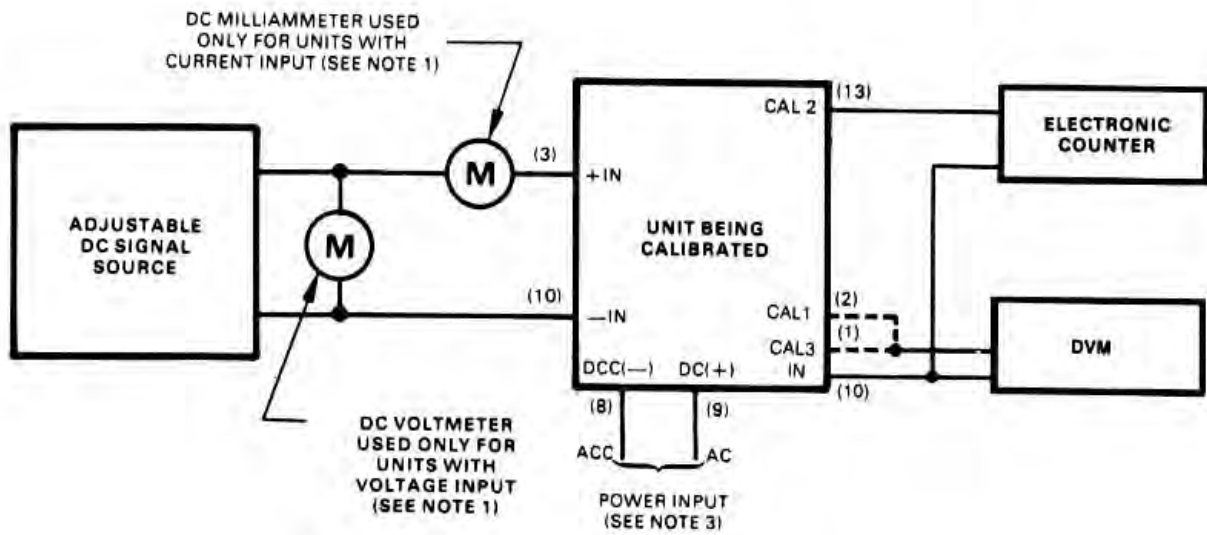 DC MILLIAMMETER USED
ONLY FOR UNITS WITH
CURRENT INPUT (SEE NOTE 1)
ADJUSTABLE
DC SIGNAL
SOURCE
M
M
(3)
(10)
+IN
—IN
UNIT BEING
CALIBRATED
CAL 2
(13)
CAL1
(2)
CAL3
(1)
IN
(10)
DCC(—)
DC(+)
(8)
(9)
ACC
AC
POWER INPUT
(SEE NOTE 3)
ELECTRONIC
COUNTER
DVM
DC VOLTMETER
USED ONLY FOR
UNITS WITH
VOLTAGE INPUT
(SEE NOTE 1)